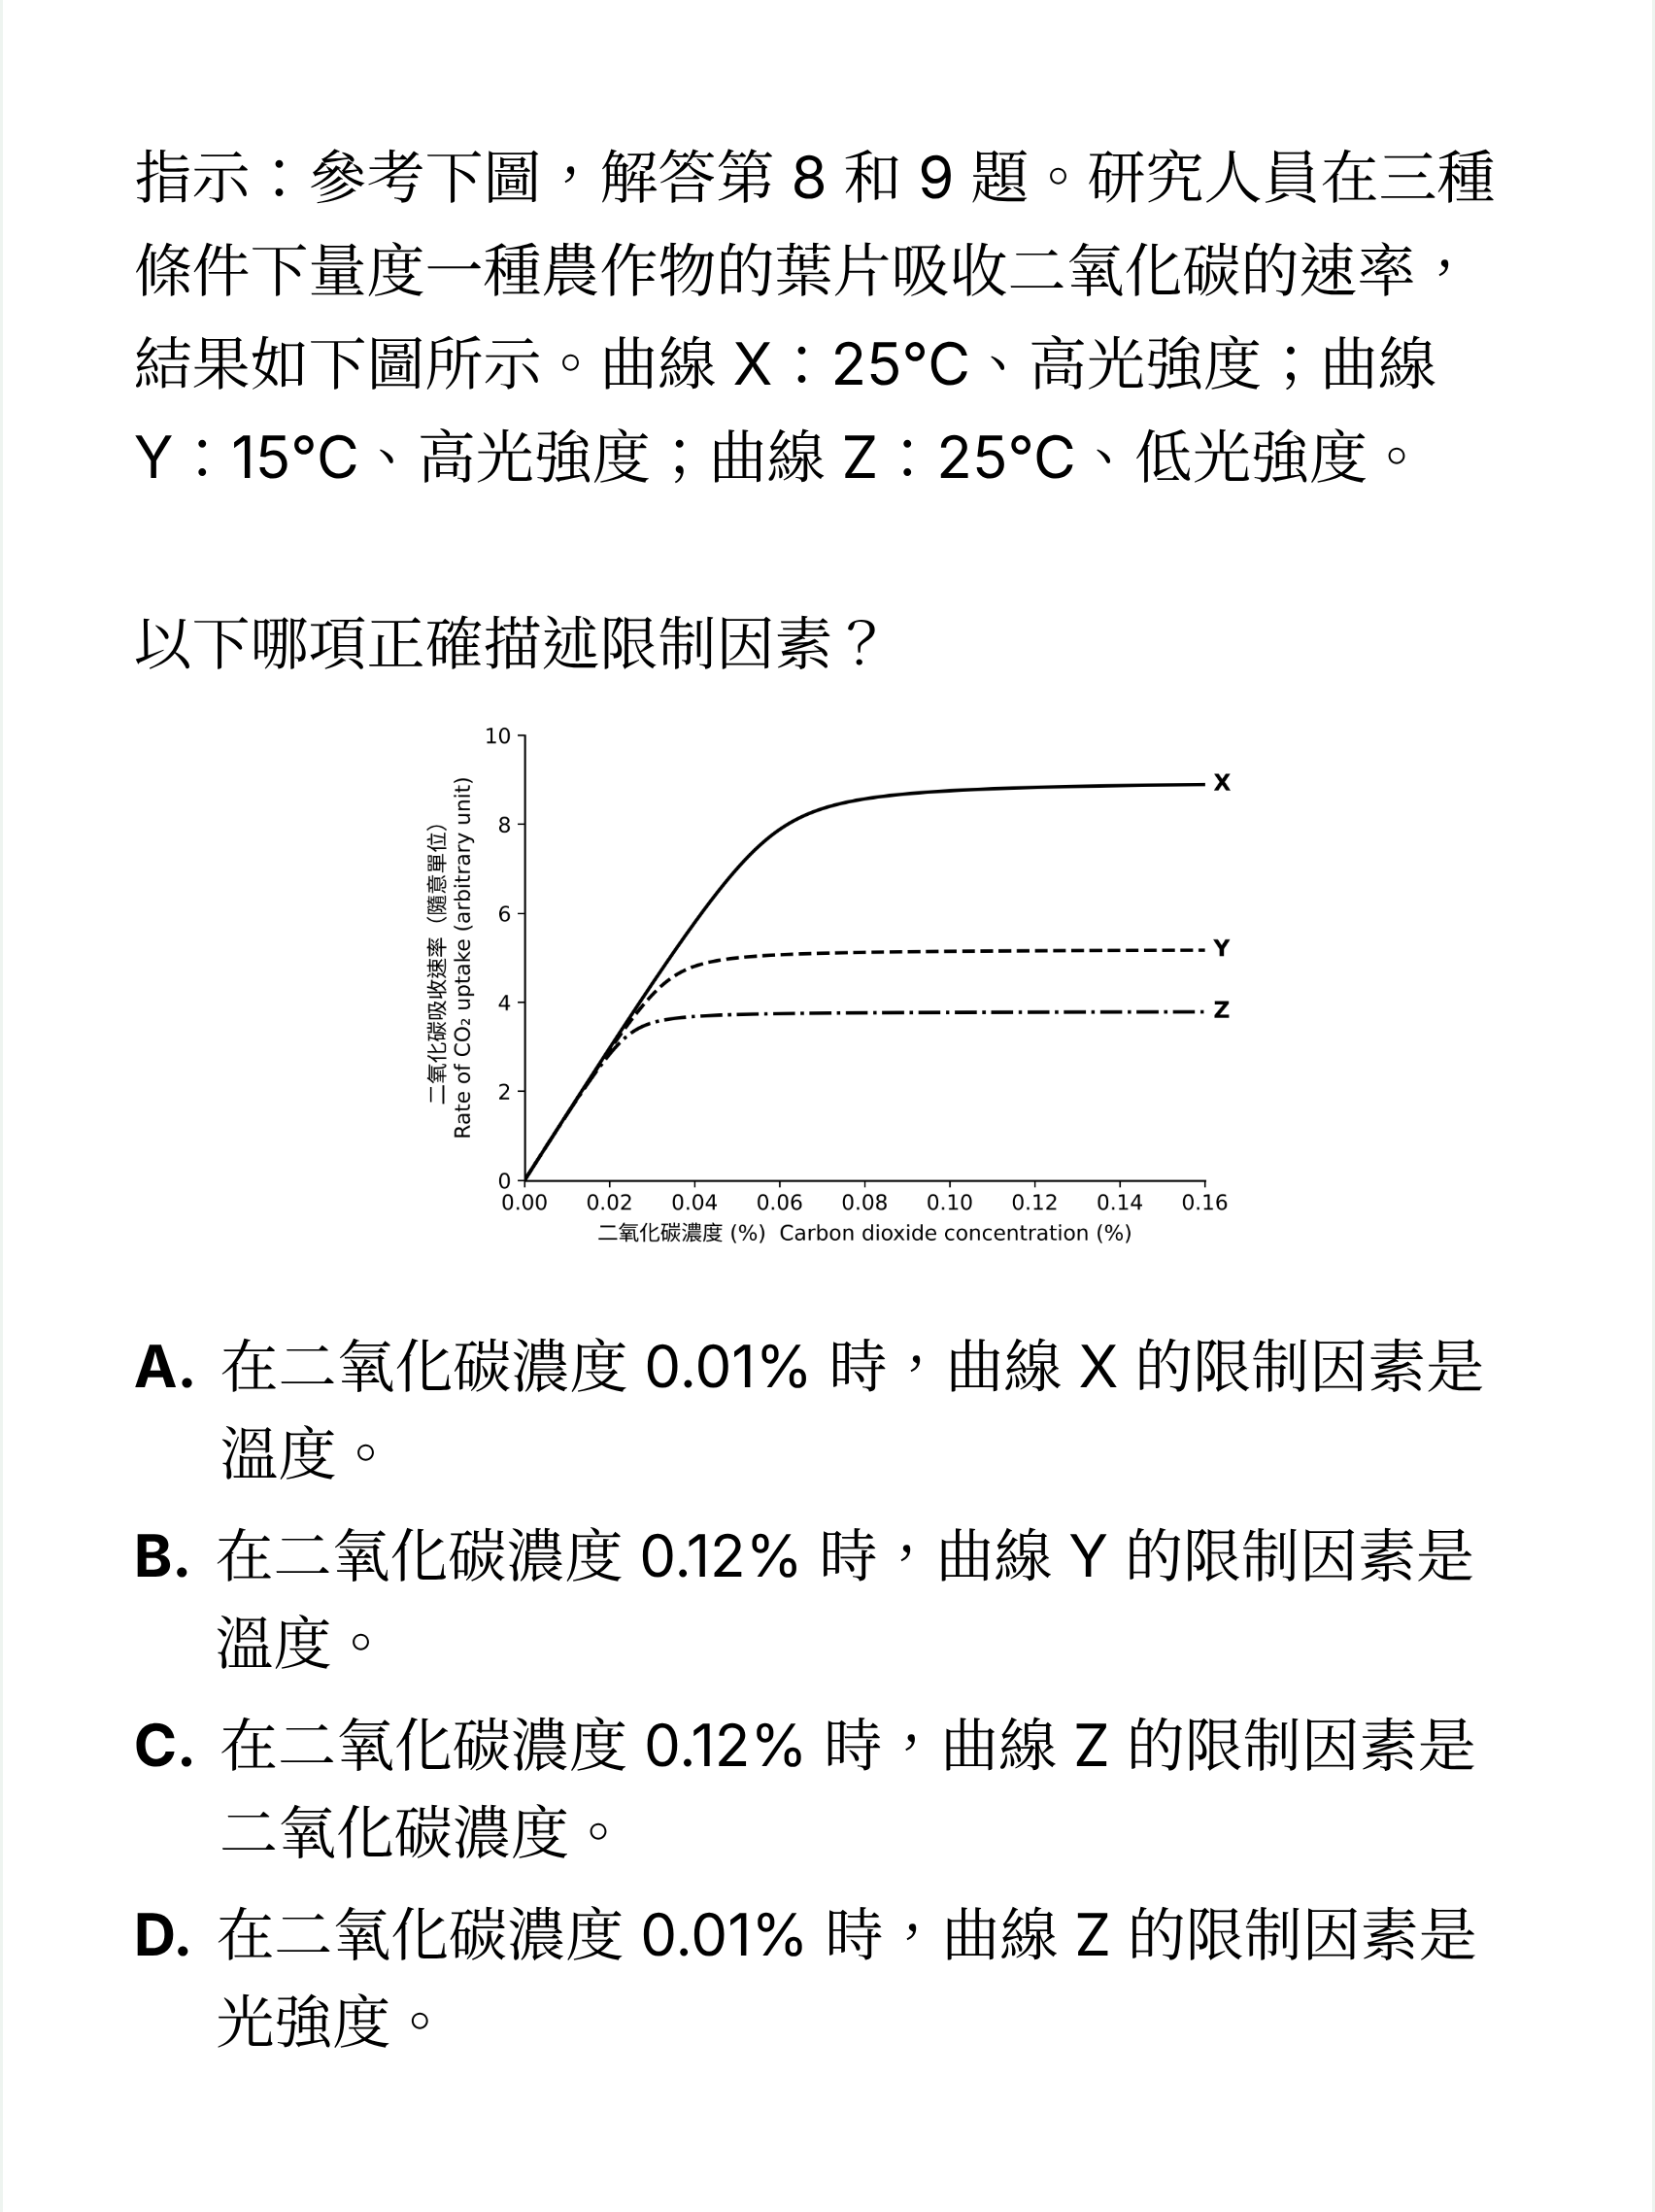 指示：參考下圖，解答第 8 和 9 題。研究人員在三種
條件下量度一種農作物的葉片吸收二氧化碳的速率，
結果如下圖所示。曲線 X：25°C、高光強度；曲線
Y：15°C、高光強度；曲線 Z：25°C、低光強度。
以下哪項正確描述限制因素？
二氧化碳吸收速率（隨意單位）
Rate of CO₂ uptake (arbitrary unit)
10
8
6
4
2
0
X
Y
Z
0.00 0.02 0.04 0.06 0.08 0.10 0.12 0.14 0.16
二氧化碳濃度 (%) Carbon dioxide concentration (%)
A. 在二氧化碳濃度 0.01% 時，曲線 X 的限制因素是
溫度。
B. 在二氧化碳濃度 0.12% 時，曲線 Y 的限制因素是
溫度。
C. 在二氧化碳濃度 0.12% 時，曲線 Z 的限制因素是
二氧化碳濃度。
D. 在二氧化碳濃度 0.01% 時，曲線 Z 的限制因素是
光強度。